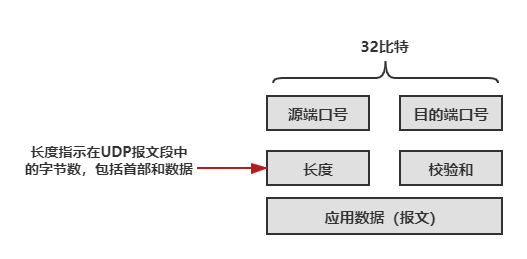 32比特
源端口号
目的端口号
长度指示在UDP报文段中
的字节数，包括首部和数据
长度
校验和
应用数据（报文）